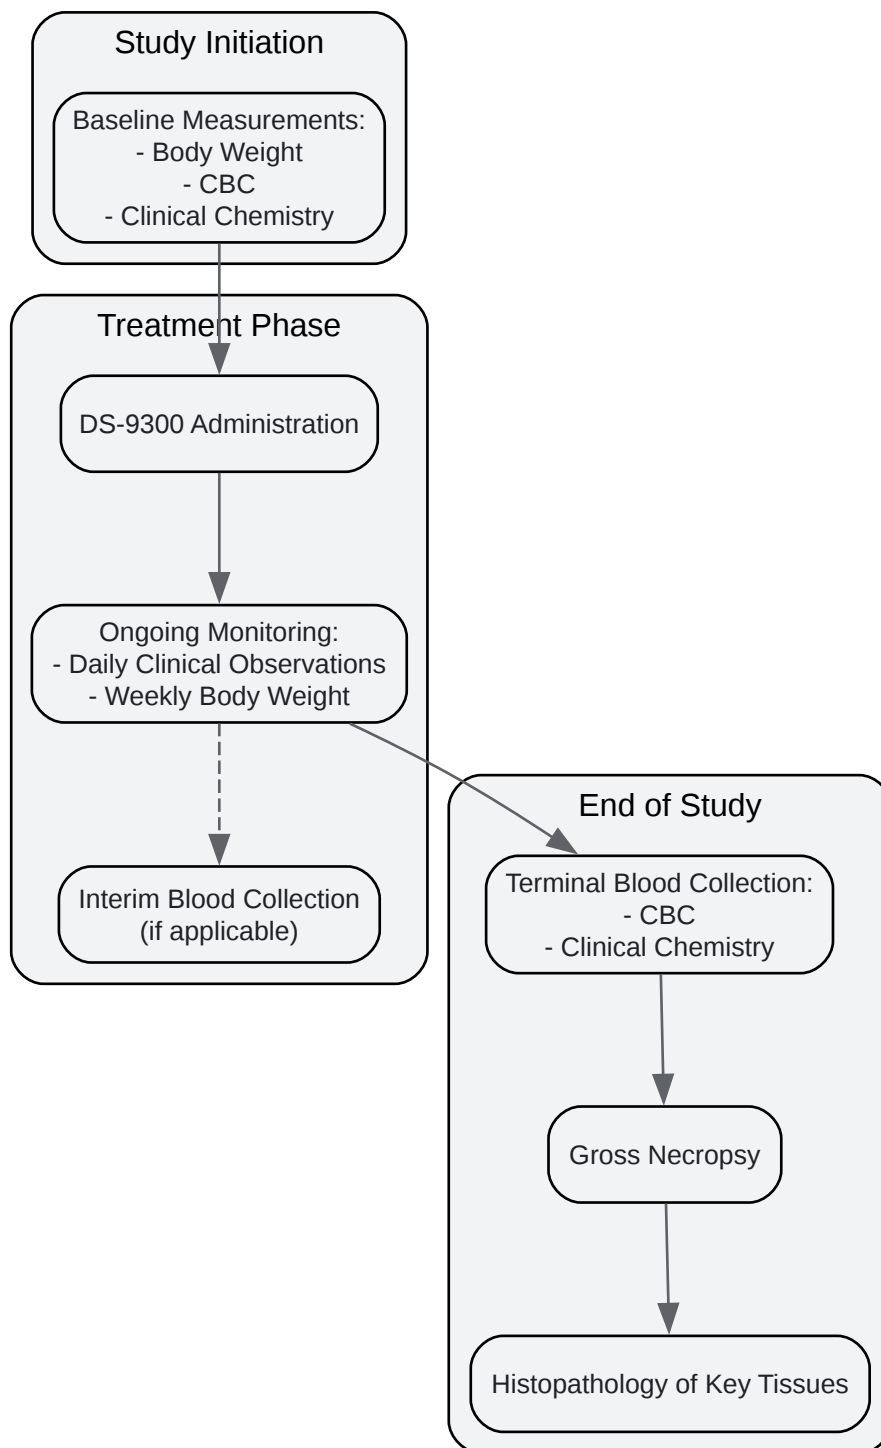 Study Initiation
Baseline Measurements:
- Body Weight
- CBC
- Clinical Chemistry
Treatment Phase
DS-9300 Administration
Ongoing Monitoring:
- Daily Clinical Observations
- Weekly Body Weight
Interim Blood Collection
(if applicable)
End of Study
Terminal Blood Collection:
- CBC
- Clinical Chemistry
Gross Necropsy
Histopathology of Key Tissues